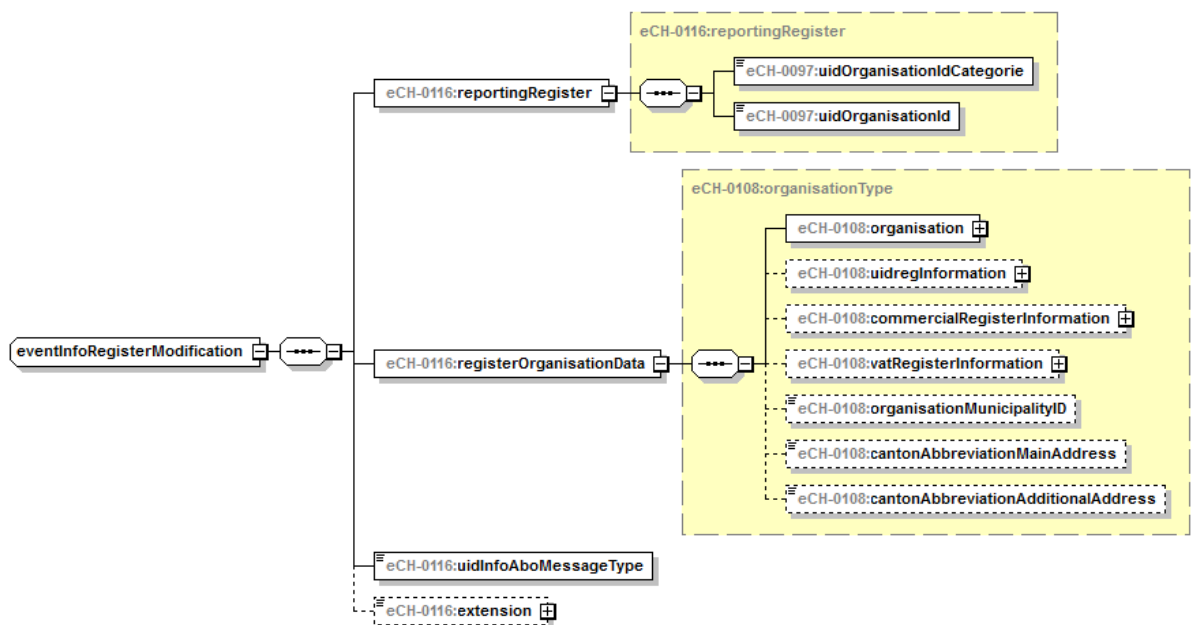 eCH-0116:reportingRegister
eCH-0116:reportingRegister
eCH-0097:uidOrganisationIdCategorie
eCH-0097:uidOrganisationId
eCH-0108:organisationType
eCH-0108:organisation
eCH-0108:uidregInformation
eCH-0108:commercialRegisterInformation
eventInfoRegisterModification
eCH-0116:registerOrganisationData
eCH-0108:vatRegisterInformation
eCH-0108:organisationMunicipalityID
eCH-0108:cantonAbbreviationMainAddress
eCH-0108:cantonAbbreviationAdditionalAddress
eCH-0116:uidInfoAboMessageType
eCH-0116:extension